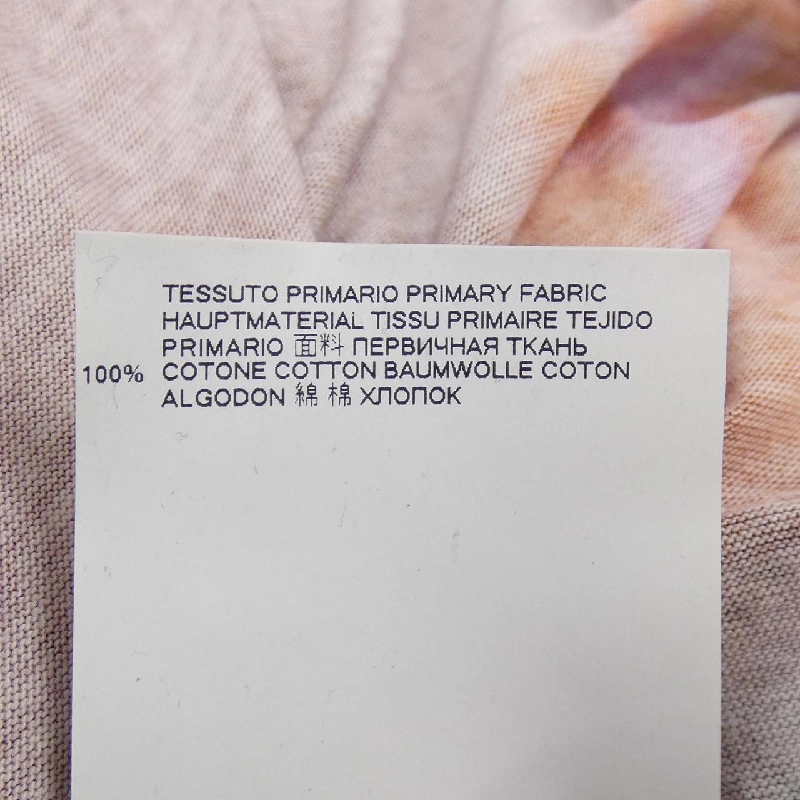 TESSUTO PRIMARIO PRIMARY FABRIC
HAUPTMATERIAL TISSU PRIMAIRE TEJIDO
PRIMARIO 面料 ПЕРВИЧНАЯ ТКАНЬ
100% COTONE COTTON BAUMWOLLE COTON
ALGODON 綿 棉 ХЛОПОК